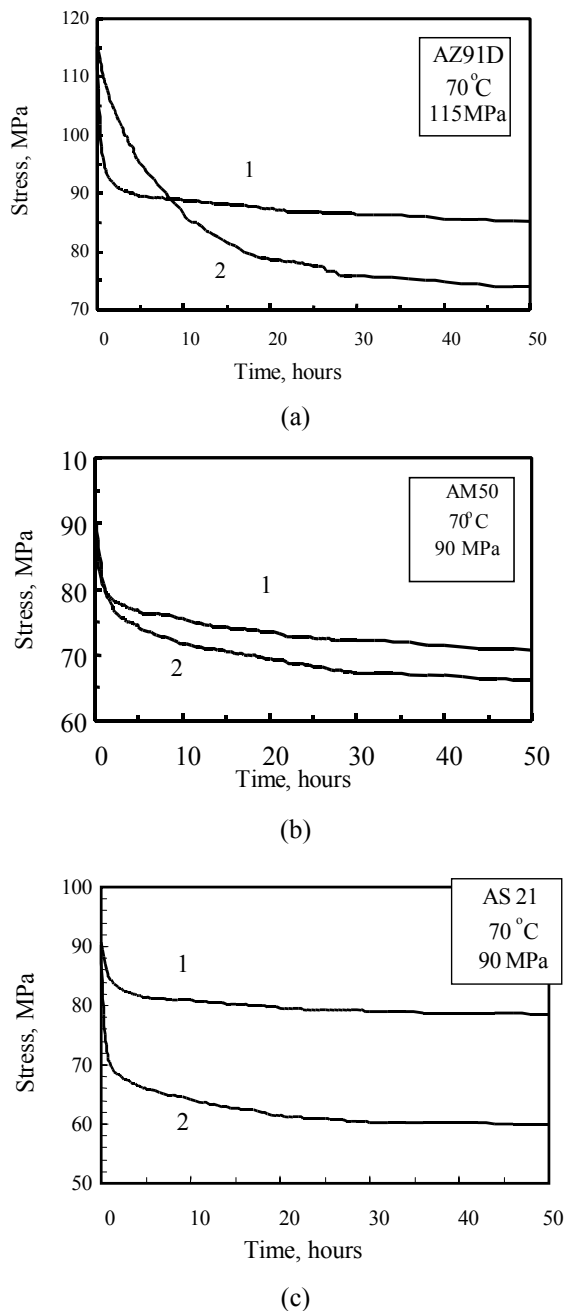 120
110
100
90
80
70
Stress, MPa
AZ91D
70°C
115MPa
1
2
0 10 20 30 40 50
Time, hours
(a)
10
90
80
70
60
Stress, MPa
AM50
70°C
90 MPa
1
2
0 10 20 30 40 50
Time, hours
(b)
100
90
80
70
60
50
Stress, MPa
AS 21
70 °C
90 MPa
1
2
0 10 20 30 40 50
Time, hours
(c)